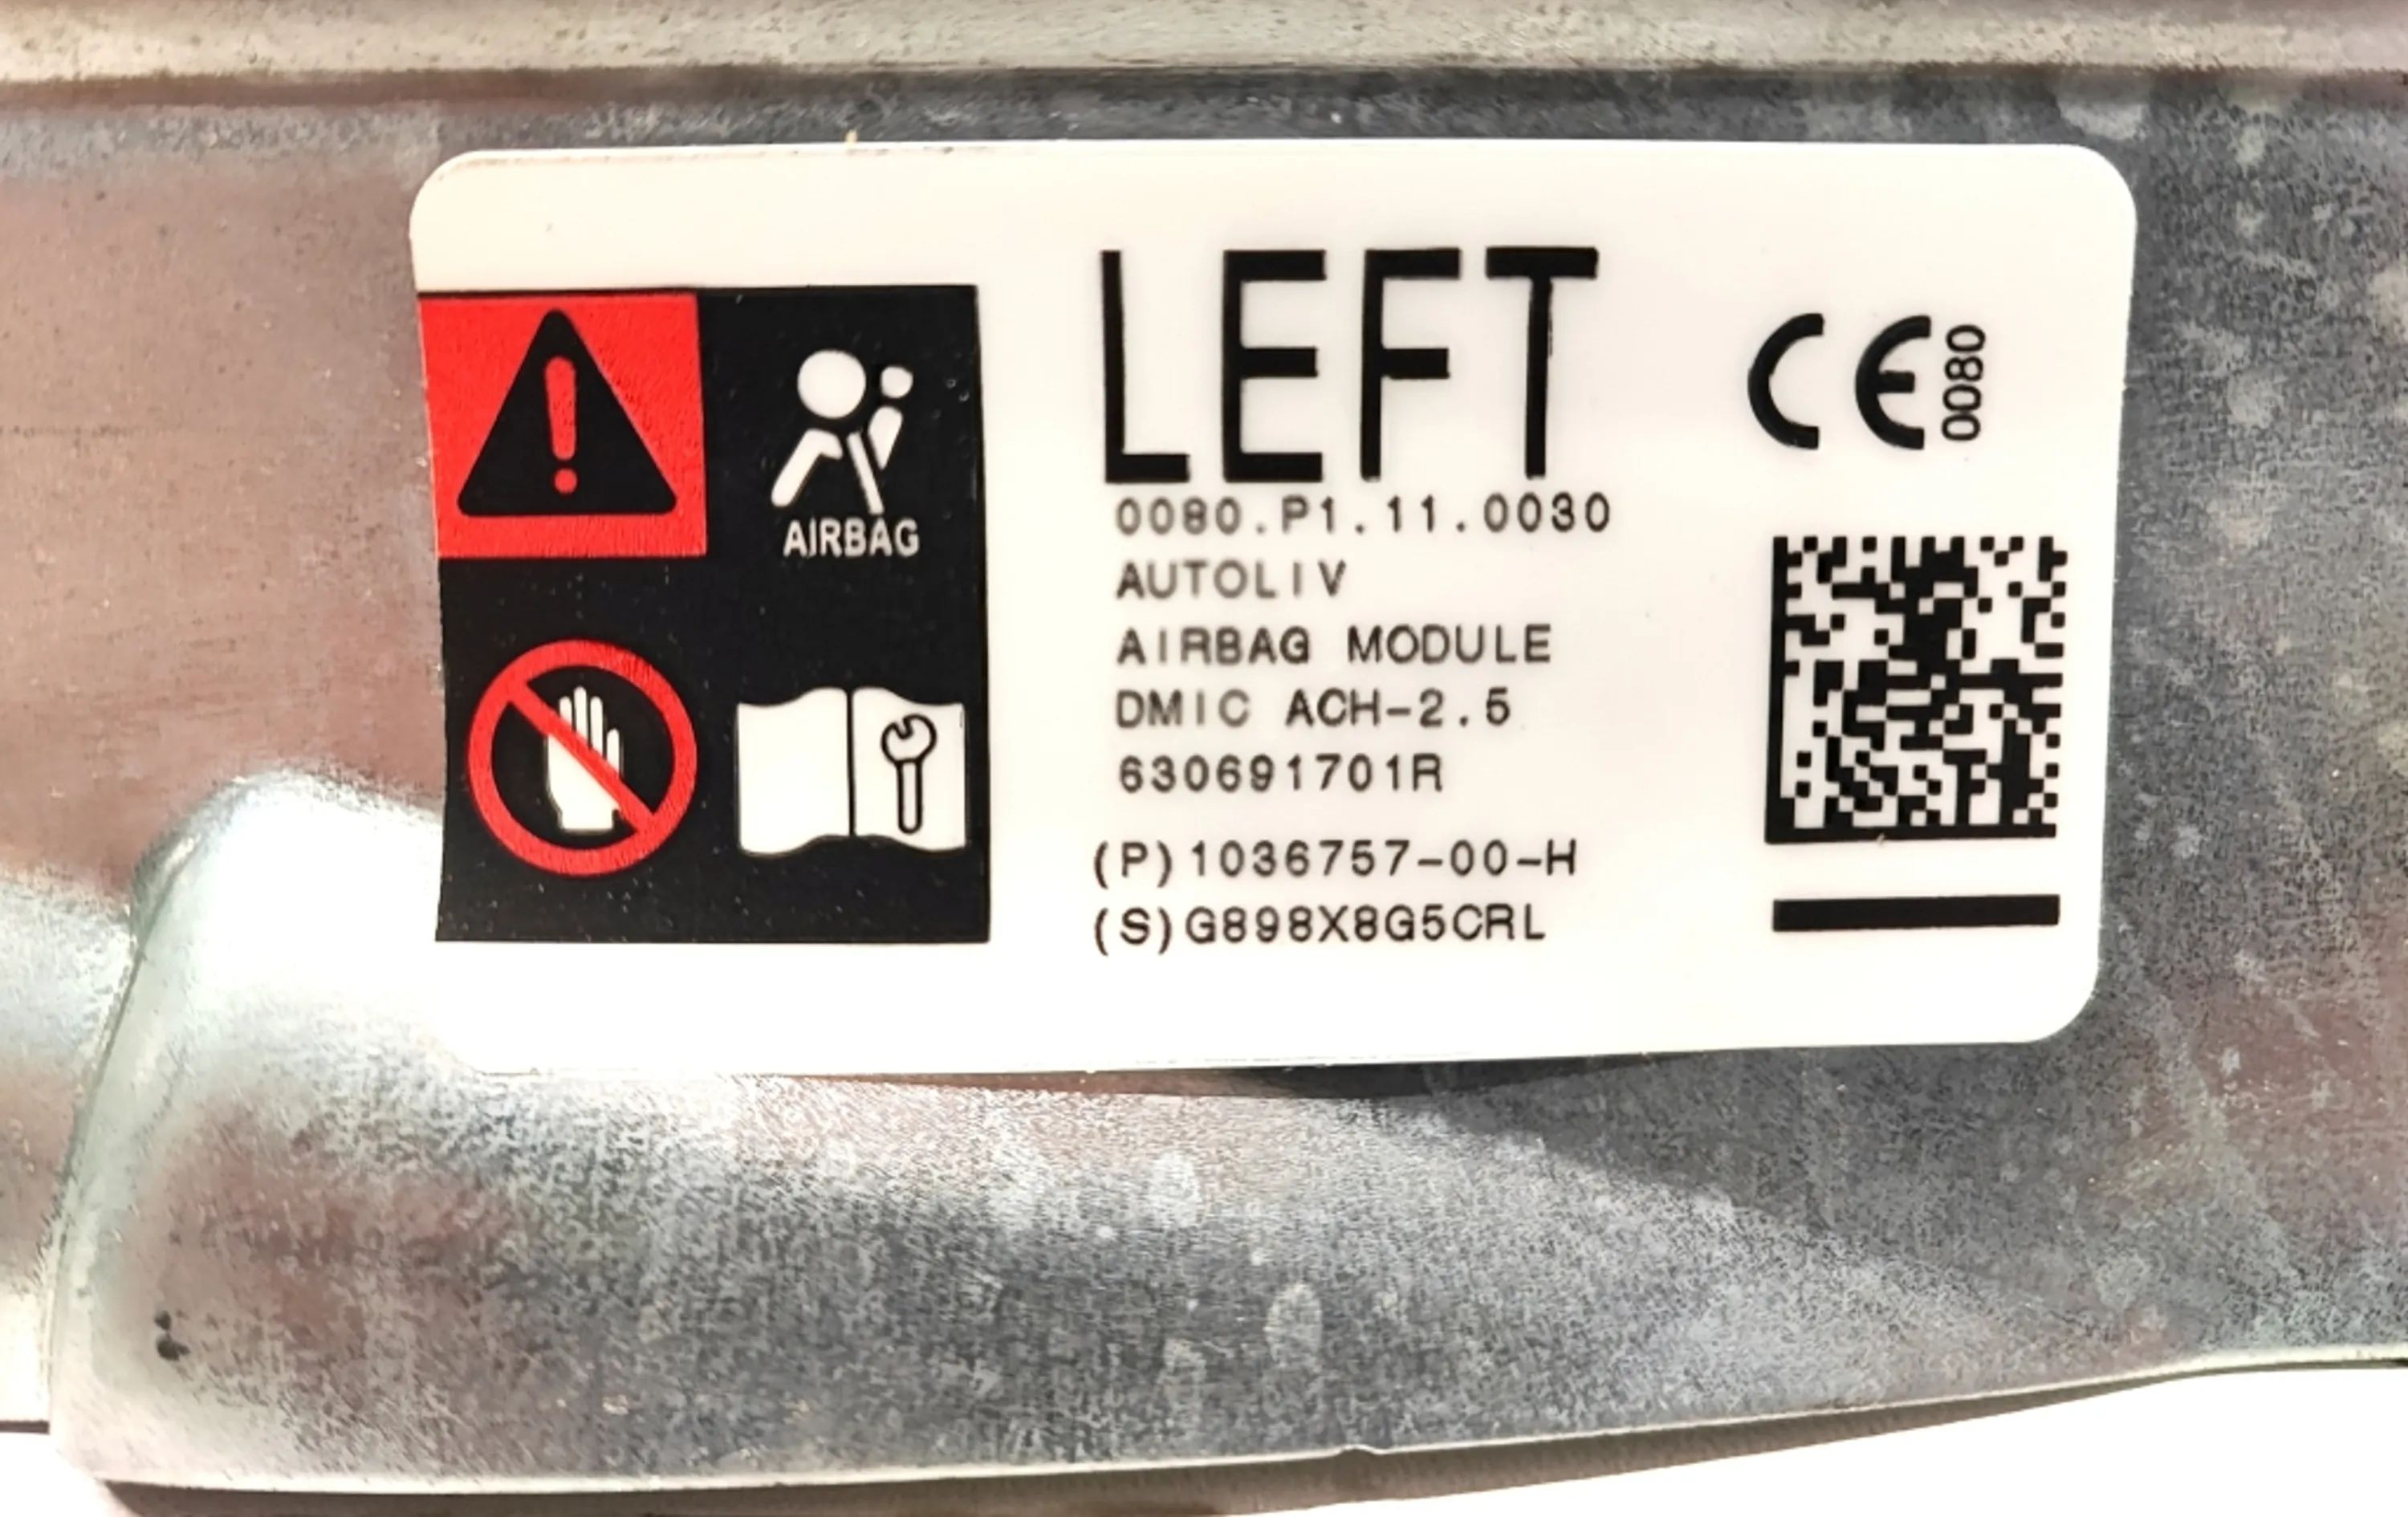 LEFT
CE 0080
0080.P1.11.0030
AIRBAG
AUTOLIV
AIRBAG MODULE
DMIC ACH-2.5
630691701R
(P)1036757-00-H
(S)G898X8G5CRL